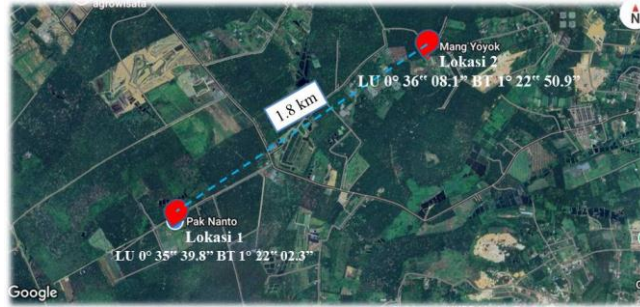 agrowisata
N
Mang Yoyok
Lokasi 2
LU 0° 36" 08.1" BT 1° 22" 50.9"
1.8 km
Pak Nanto
Lokasi 1
LU 0° 35" 39.8" BT 1° 22" 02.3"
Google